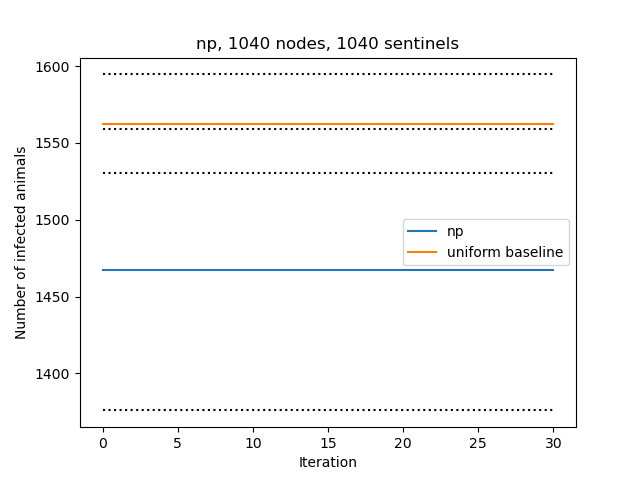 np, 1040 nodes, 1040 sentinels
1600
1550
1500
1450
1400
Number of infected animals
np
uniform baseline
0 5 10 15 20 25 30
Iteration